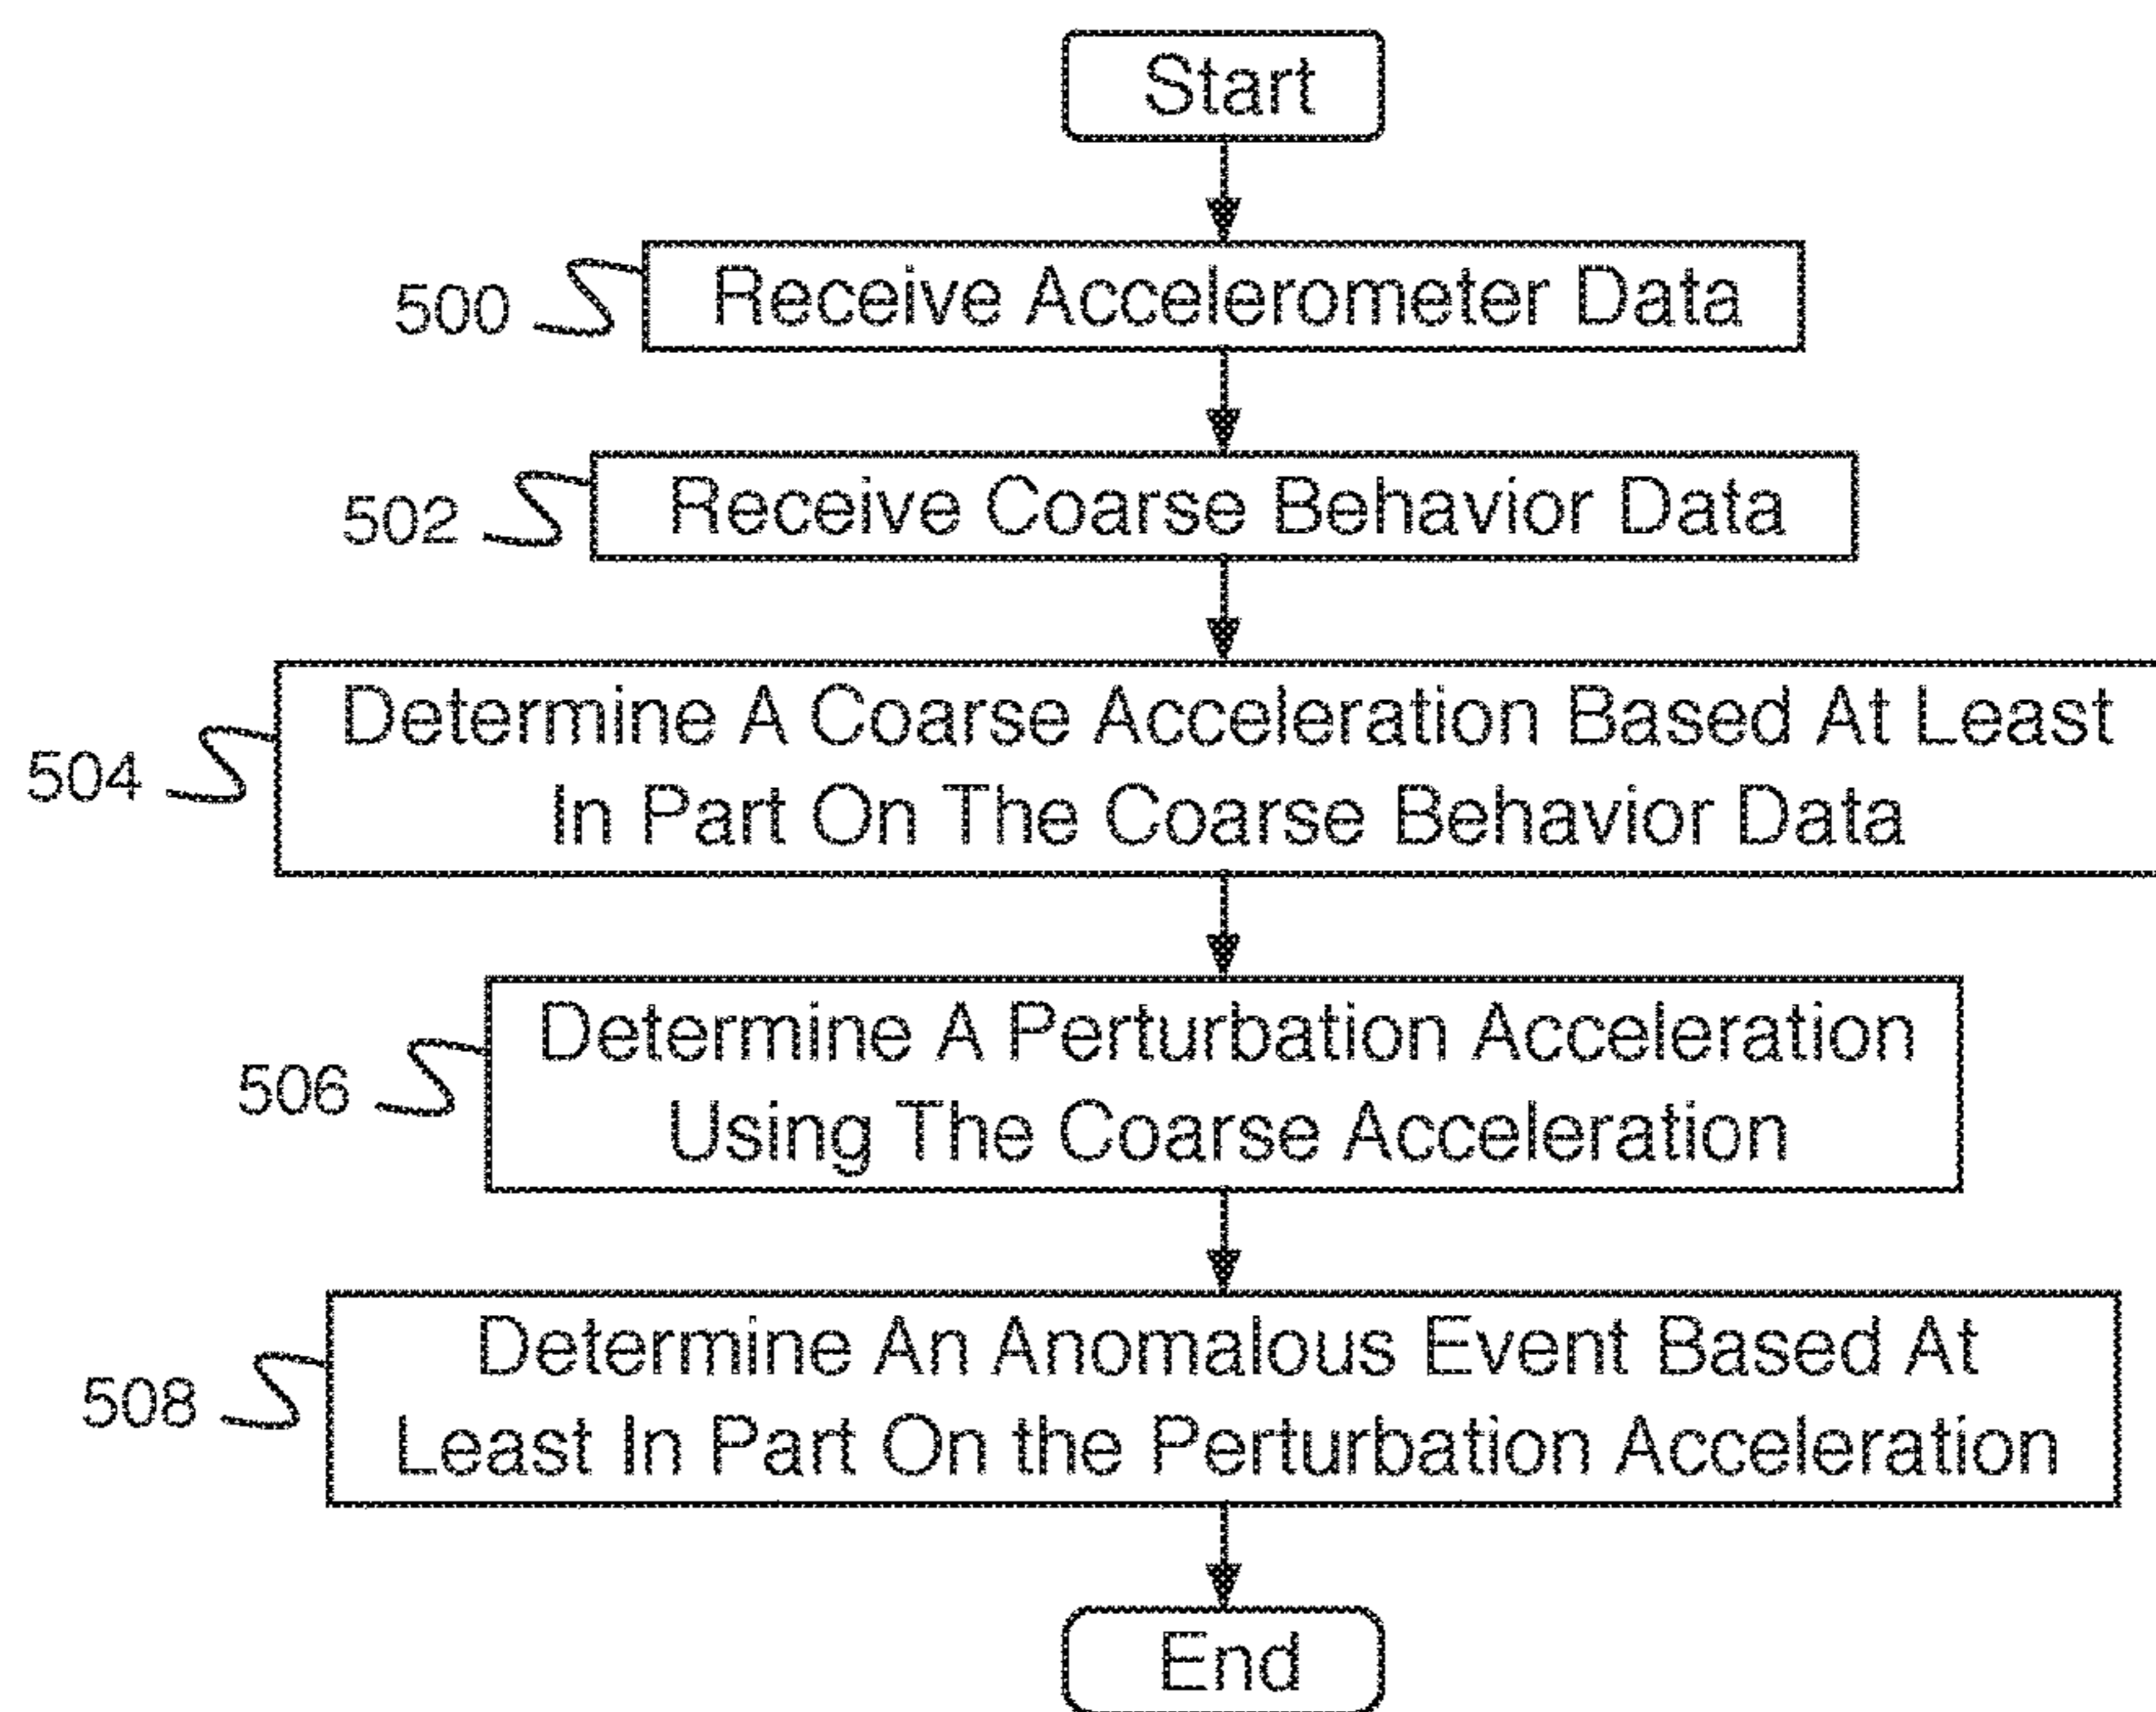 Start
500
Receive Accelerometer Data
502
Receive Coarse Behavior Data
504
Determine A Coarse Acceleration Based At Least
In Part On The Coarse Behavior Data
506
Determine A Perturbation Acceleration
Using The Coarse Acceleration
508
Determine An Anomalous Event Based At
Least In Part On the Perturbation Acceleration
End